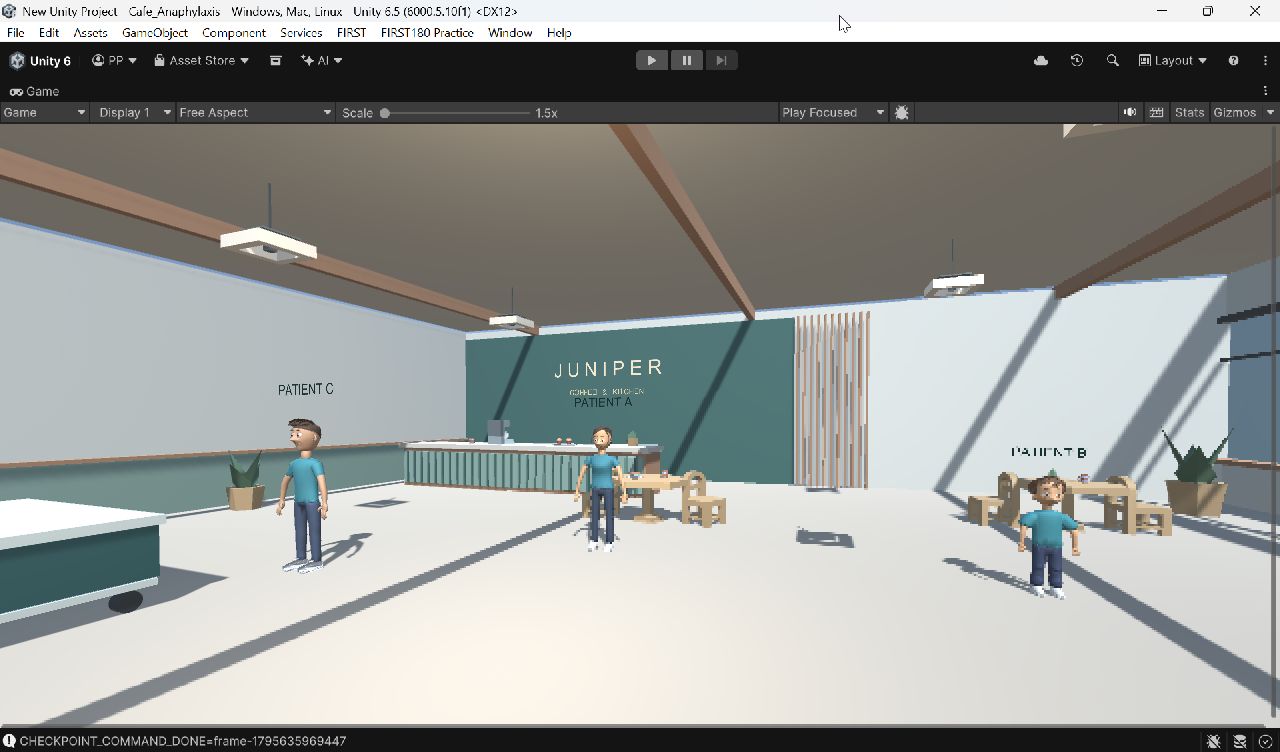 New Unity Project - Cafe_Anaphylaxis - Windows, Mac, Linux - Unity 6.5 (6000.5.10f1) <DX12>
File Edit Assets GameObject Component Services FIRST FIRST180 Practice Window Help
Unity 6 PP Asset Store AI Layout
Game
Game Display 1 Free Aspect Scale 1.5x Play Focused Stats Gizmos
JUNIPER
COFFEE & KITCHEN
PATIENT C
PATIENT A
PATIENT B
CHECKPOINT_COMMAND_DONE=frame-1795635969447